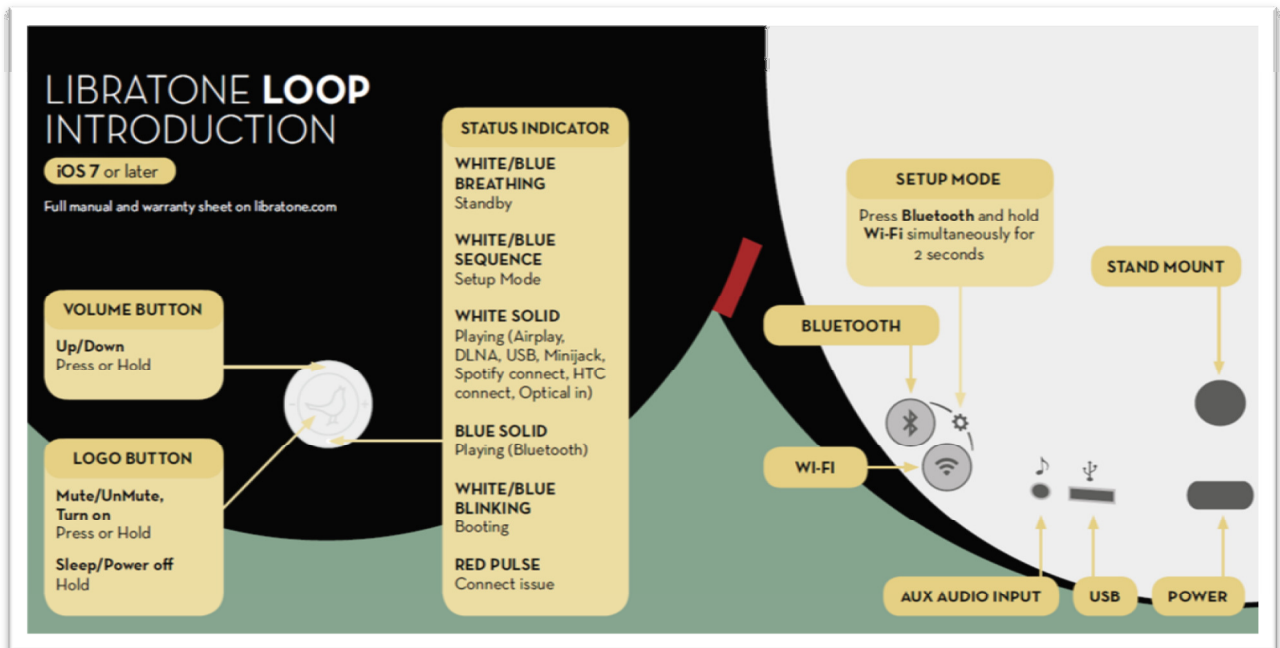 LIBRATONE LOOP
INTRODUCTION
iOS 7 or later
Full manual and warranty sheet on libratone.com
VOLUME BUTTON
Up/Down
Press or Hold
LOGO BUTTON
Mute/UnMute,
Turn on
Press or Hold
Sleep/Power off
Hold
STATUS INDICATOR
WHITE/BLUE
BREATHING
Standby
WHITE/BLUE
SEQUENCE
Setup Mode
WHITE SOLID
Playing (Airplay,
DLNA, USB, Minijack,
Spotify connect, HTC
connect, Optical in)
BLUE SOLID
Playing (Bluetooth)
WHITE/BLUE
BLINKING
Booting
RED PULSE
Connect issue
SETUP MODE
Press Bluetooth and hold
Wi-Fi simultaneously for
2 seconds
STAND MOUNT
BLUETOOTH
WI-FI
AUX AUDIO INPUT
USB
POWER